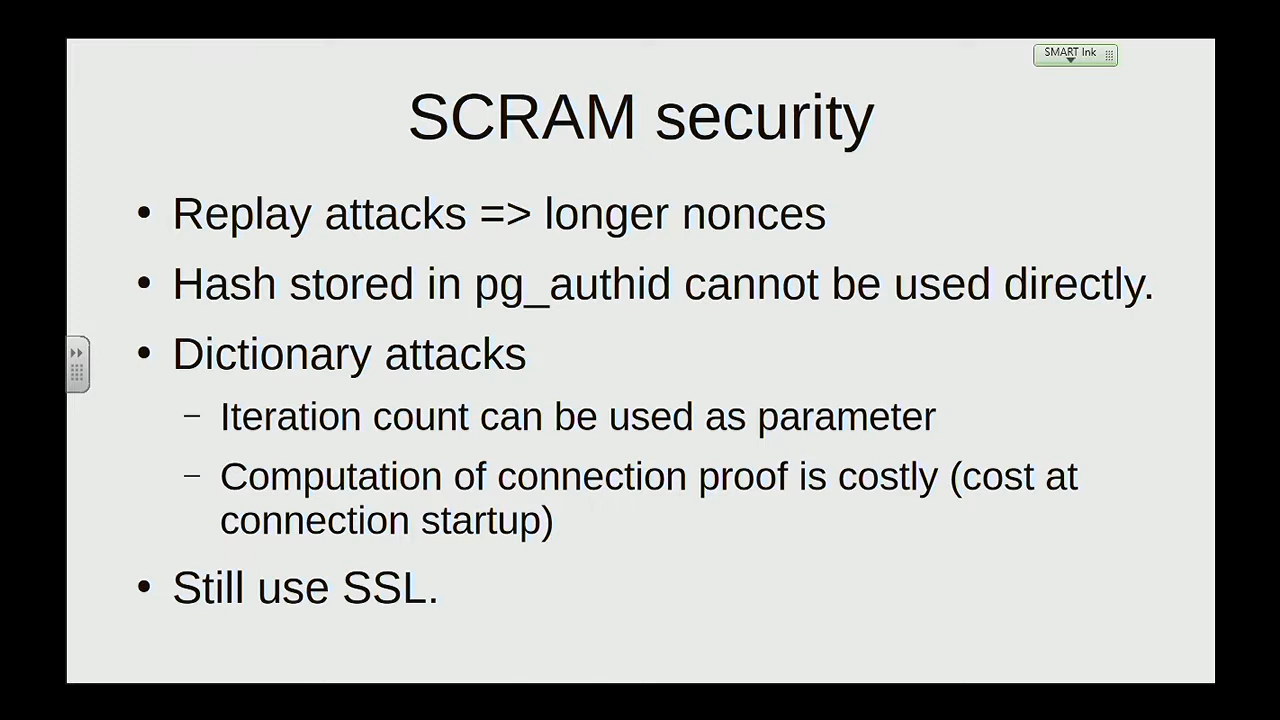 SMART Ink
SCRAM security
• Replay attacks => longer nonces
• Hash stored in pg_authid cannot be used directly.
• Dictionary attacks
– Iteration count can be used as parameter
– Computation of connection proof is costly (cost at
connection startup)
• Still use SSL.